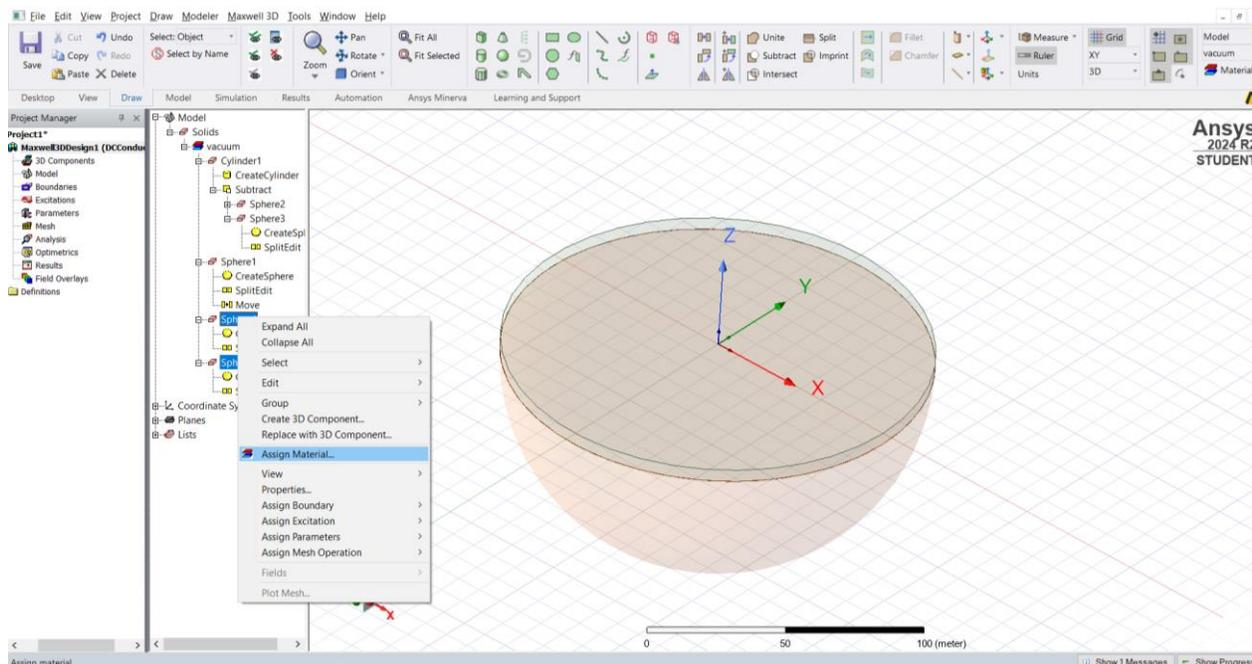 File Edit View Project Draw Modeler Maxwell 3D Tools Window Help
Save
Cut
Copy
Paste
Undo
Redo
Delete
Select: Object
Select by Name
Zoom
Pan
Rotate
Orient
Fit All
Fit Selected
Unite
Subtract
Intersect
Split
Imprint
Fillet
Chamfer
Measure
Ruler
Units
Grid
XY
3D
Model
vacuum
Material
Desktop View Draw Model Simulation Results Automation Ansys Minerva Learning and Support
Project Manager
Project1*
Maxwell3DDesign1 (DCCondu
3D Components
Model
Boundaries
Excitations
Parameters
Mesh
Analysis
Optimetrics
Results
Field Overlays
Definitions
Model
Solids
vacuum
Cylinder1
CreateCylinder
Subtract
Sphere2
Sphere3
CreateSpl
SplitEdit
Sphere1
CreateSphere
SplitEdit
Move
Sph
Sph
Coordinate Sy
Planes
Lists
Expand All
Collapse All
Select
Edit
Group
Create 3D Component...
Replace with 3D Component...
Assign Material...
View
Properties...
Assign Boundary
Assign Excitation
Assign Parameters
Assign Mesh Operation
Fields
Plot Mesh...
Ansys
2024 R2
STUDENT
Z
Y
X
X
0 50 100 (meter)
Assign material
Show 1 Messages Show Progress